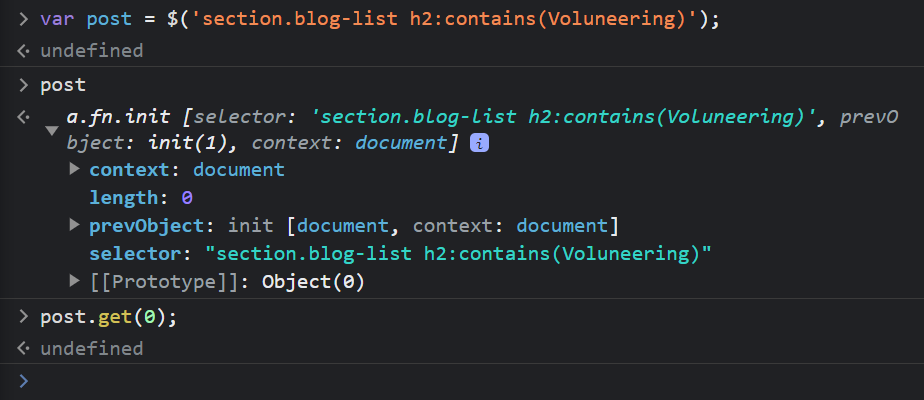 var post = $('section.blog-list h2:contains(Voluneering)');
undefined
post
a.fn.init [selector: 'section.blog-list h2:contains(Voluneering)', prevO
bject: init(1), context: document] i
context: document
length: 0
prevObject: init [document, context: document]
selector: "section.blog-list h2:contains(Voluneering)"
[[Prototype]]: Object(0)
post.get(0);
undefined